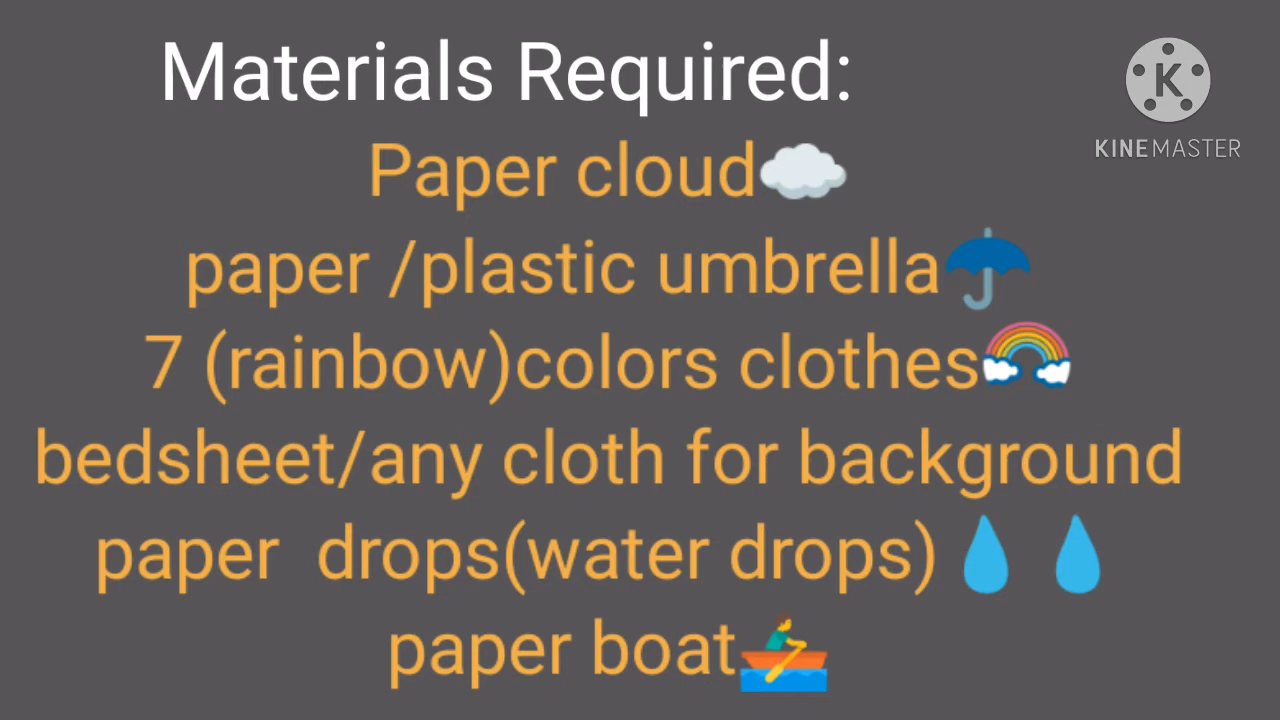 Materials Required:
K
KINEMASTER
Paper cloud☁️
paper /plastic umbrella☂️
7 (rainbow)colors clothes🌈
bedsheet/any cloth for background
paper  drops(water drops)💧 💧
paper boat🚣